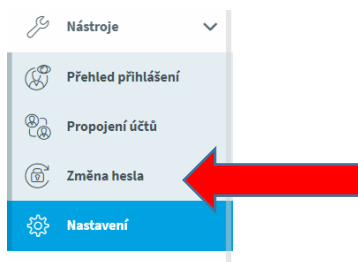 Nástroje
Přehled přihlášení
Propojení účtů
Změna hesla
Nastavení